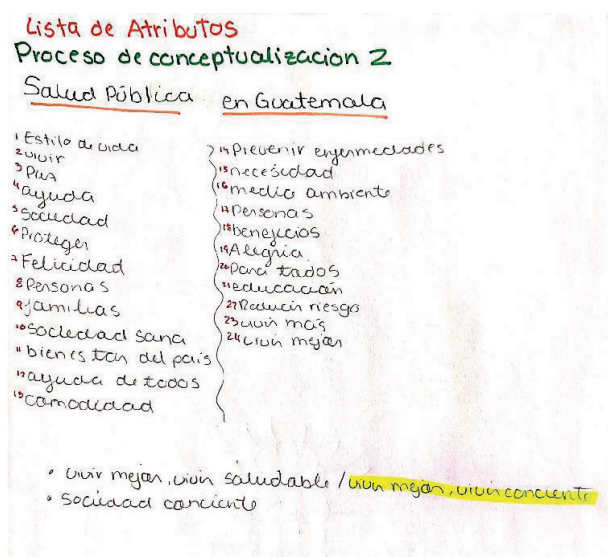 Lista de Atributos
Proceso de conceptualizacion 2
Salud Pública en Guatemala
1 Estilo de vida
2 vivir
3 Pais
4 ayuda
5 Sociedad
6 Proteger
7 Felicidad
8 Personas
9 familias
10 Sociedad sana
11 bienestar del país
12 ayuda de todos
13 comodidad
14 Prevenir enfermedades
15 necesidad
16 medio ambiente
17 Personas
18 beneficios
19 Alegria
20 para todos
21 educación
22 Reducir riesgo
23 vivir más
24 vivir mejor
• vivir mejor, vivir saludable / vivir mejor, vivir conciente
• Sociedad conciente